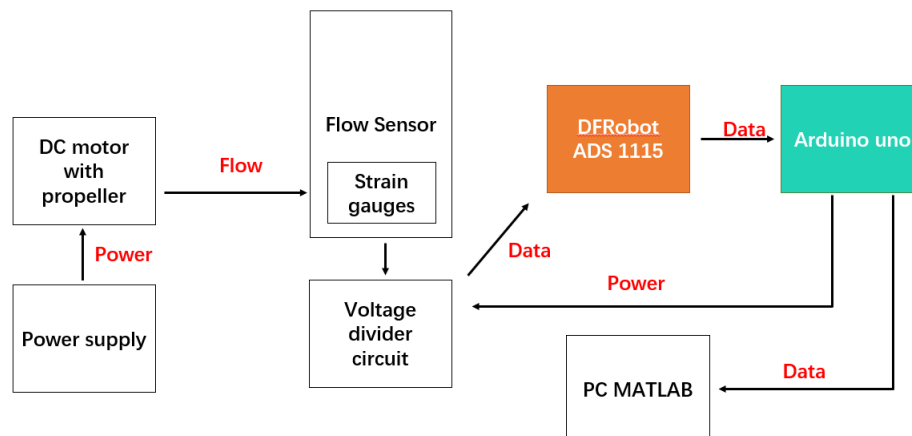 DC motor
with
propeller
Power
Power supply
Flow
Flow Sensor
Strain
gauges
Voltage
divider
circuit
Data
DFRobot
ADS 1115
Data
Arduino uno
Power
Data
PC MATLAB